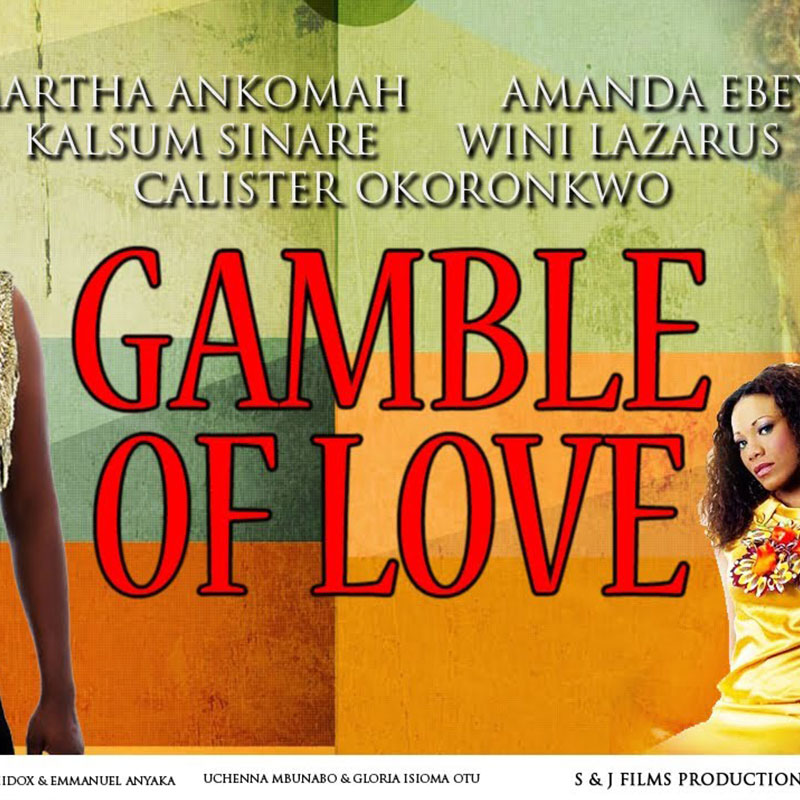 ARTHA ANKOMAH AMANDA EBEY
KALSUM SINARE WINI LAZARUS
CALISTER OKORONKWO
GAMBLE
OF LOVE
IDOX & EMMANUEL ANYAKA UCHENNA MBUNABO & GLORIA ISIOMA OTU S & J FILMS PRODUCTION